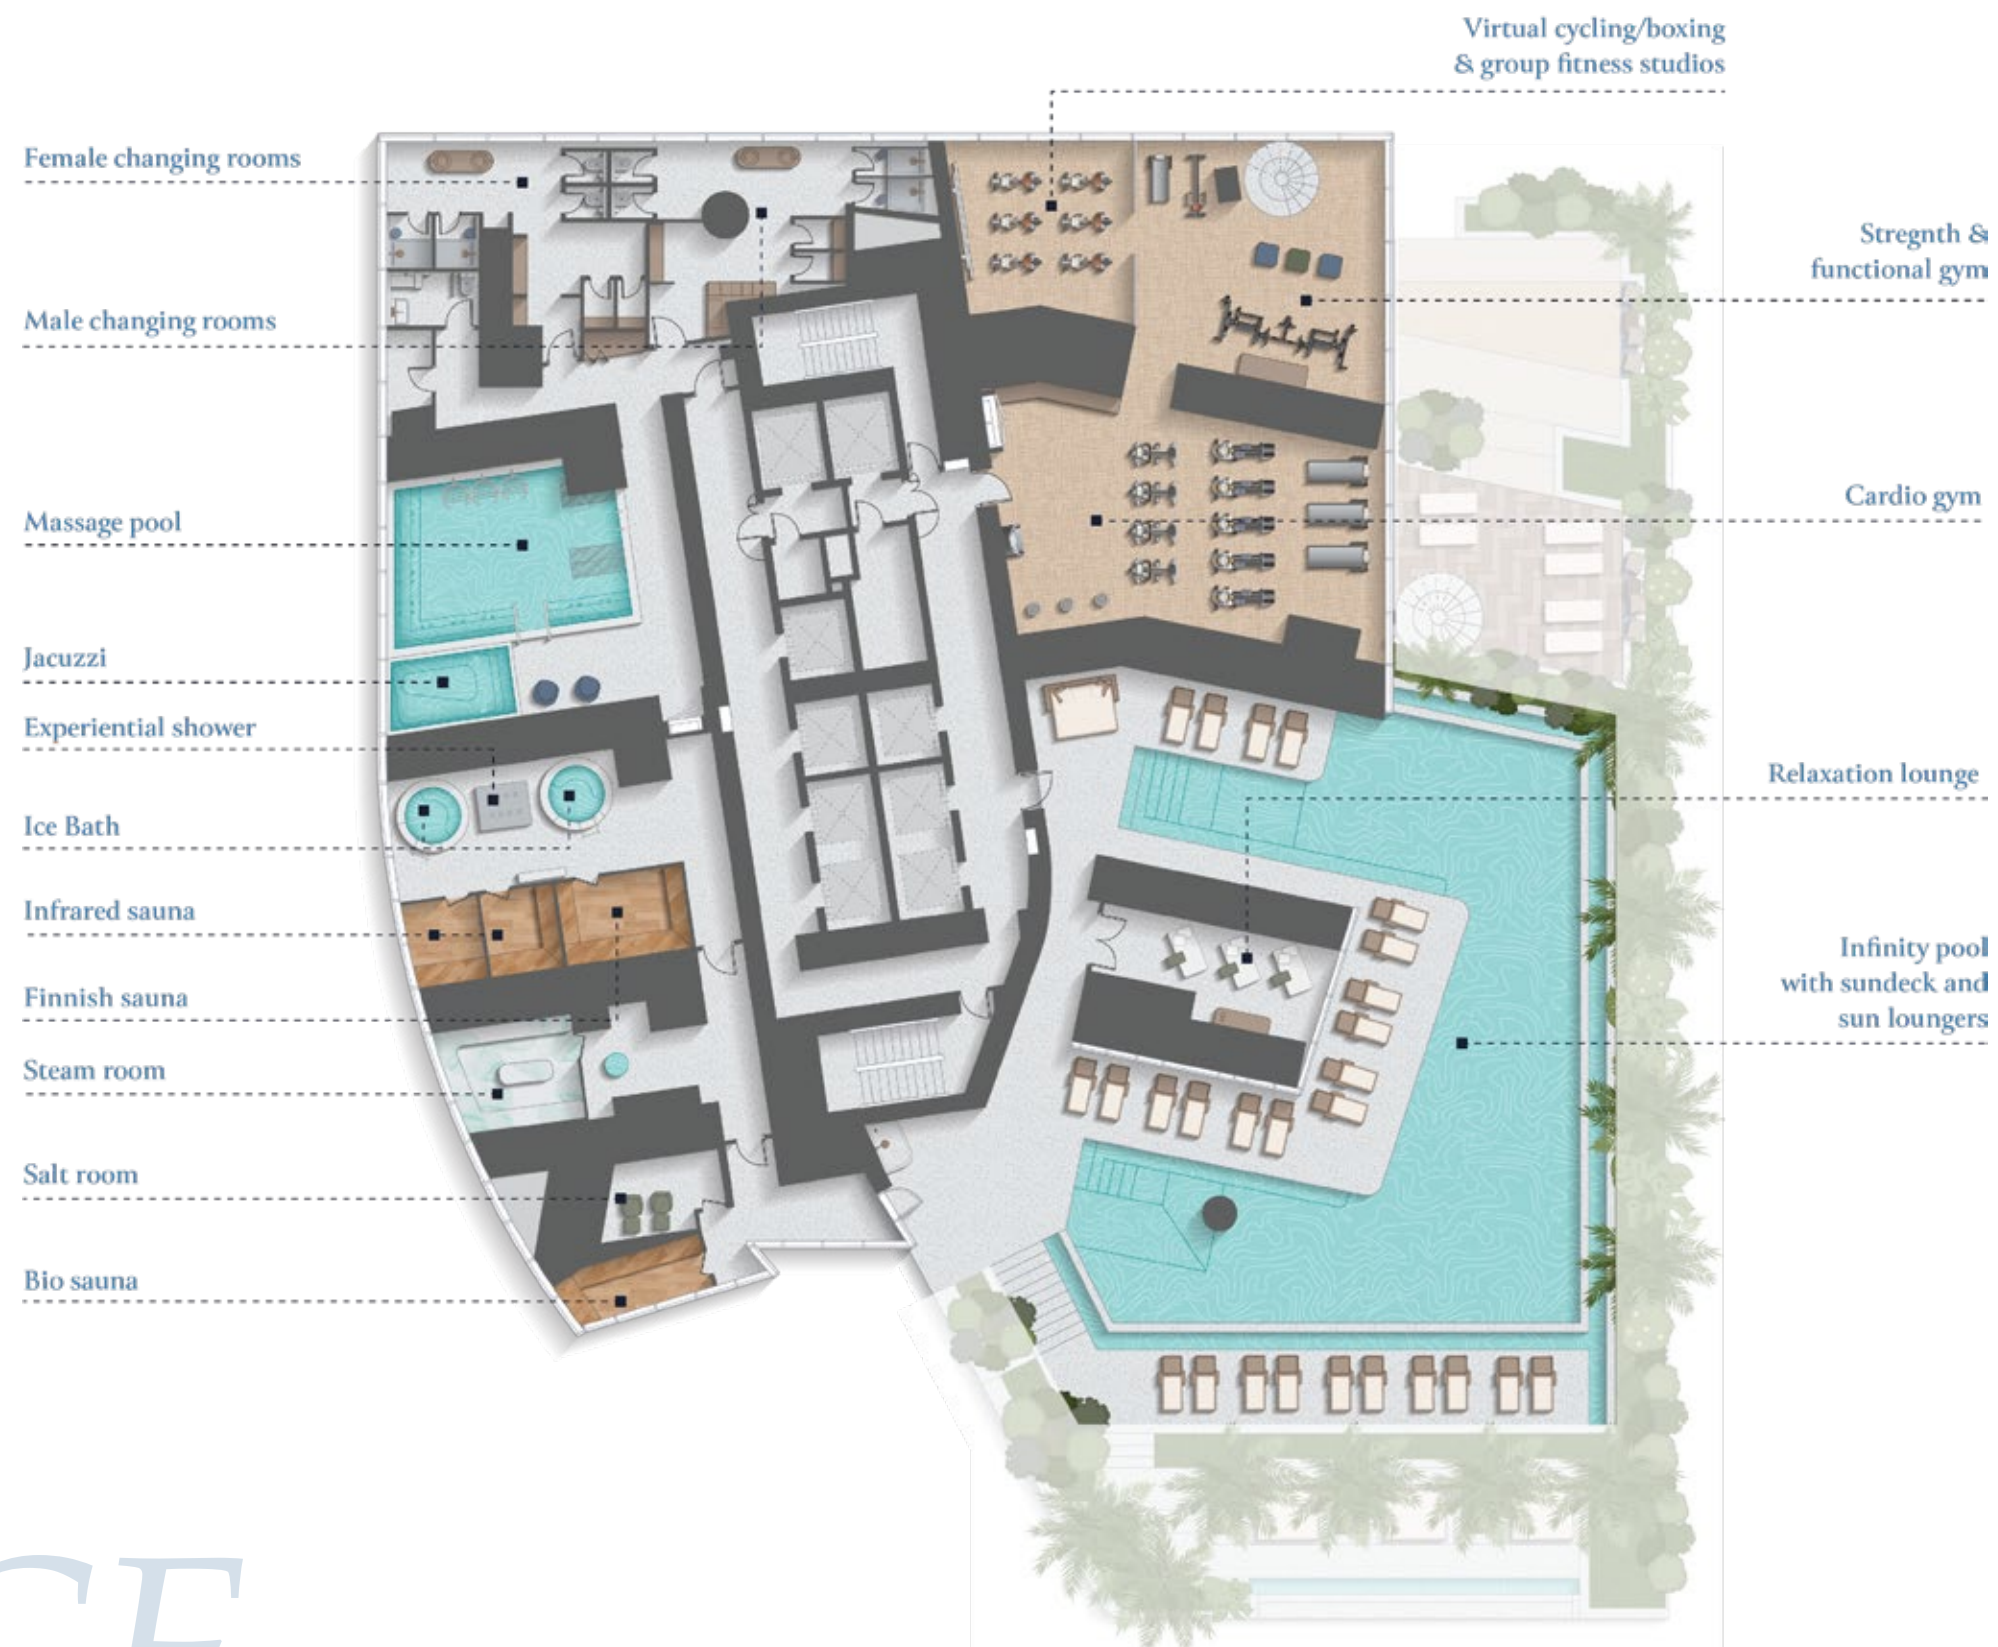 Virtual cycling/boxing
& group fitness studios
Female changing rooms
Stregnth &
functional gym
Male changing rooms
Cardio gym
Massage pool
Jacuzzi
Experiential shower
Relaxation lounge
Ice Bath
Infrared sauna
Infinity pool
with sundeck and
sun loungers
Finnish sauna
Steam room
Salt room
Bio sauna
CE